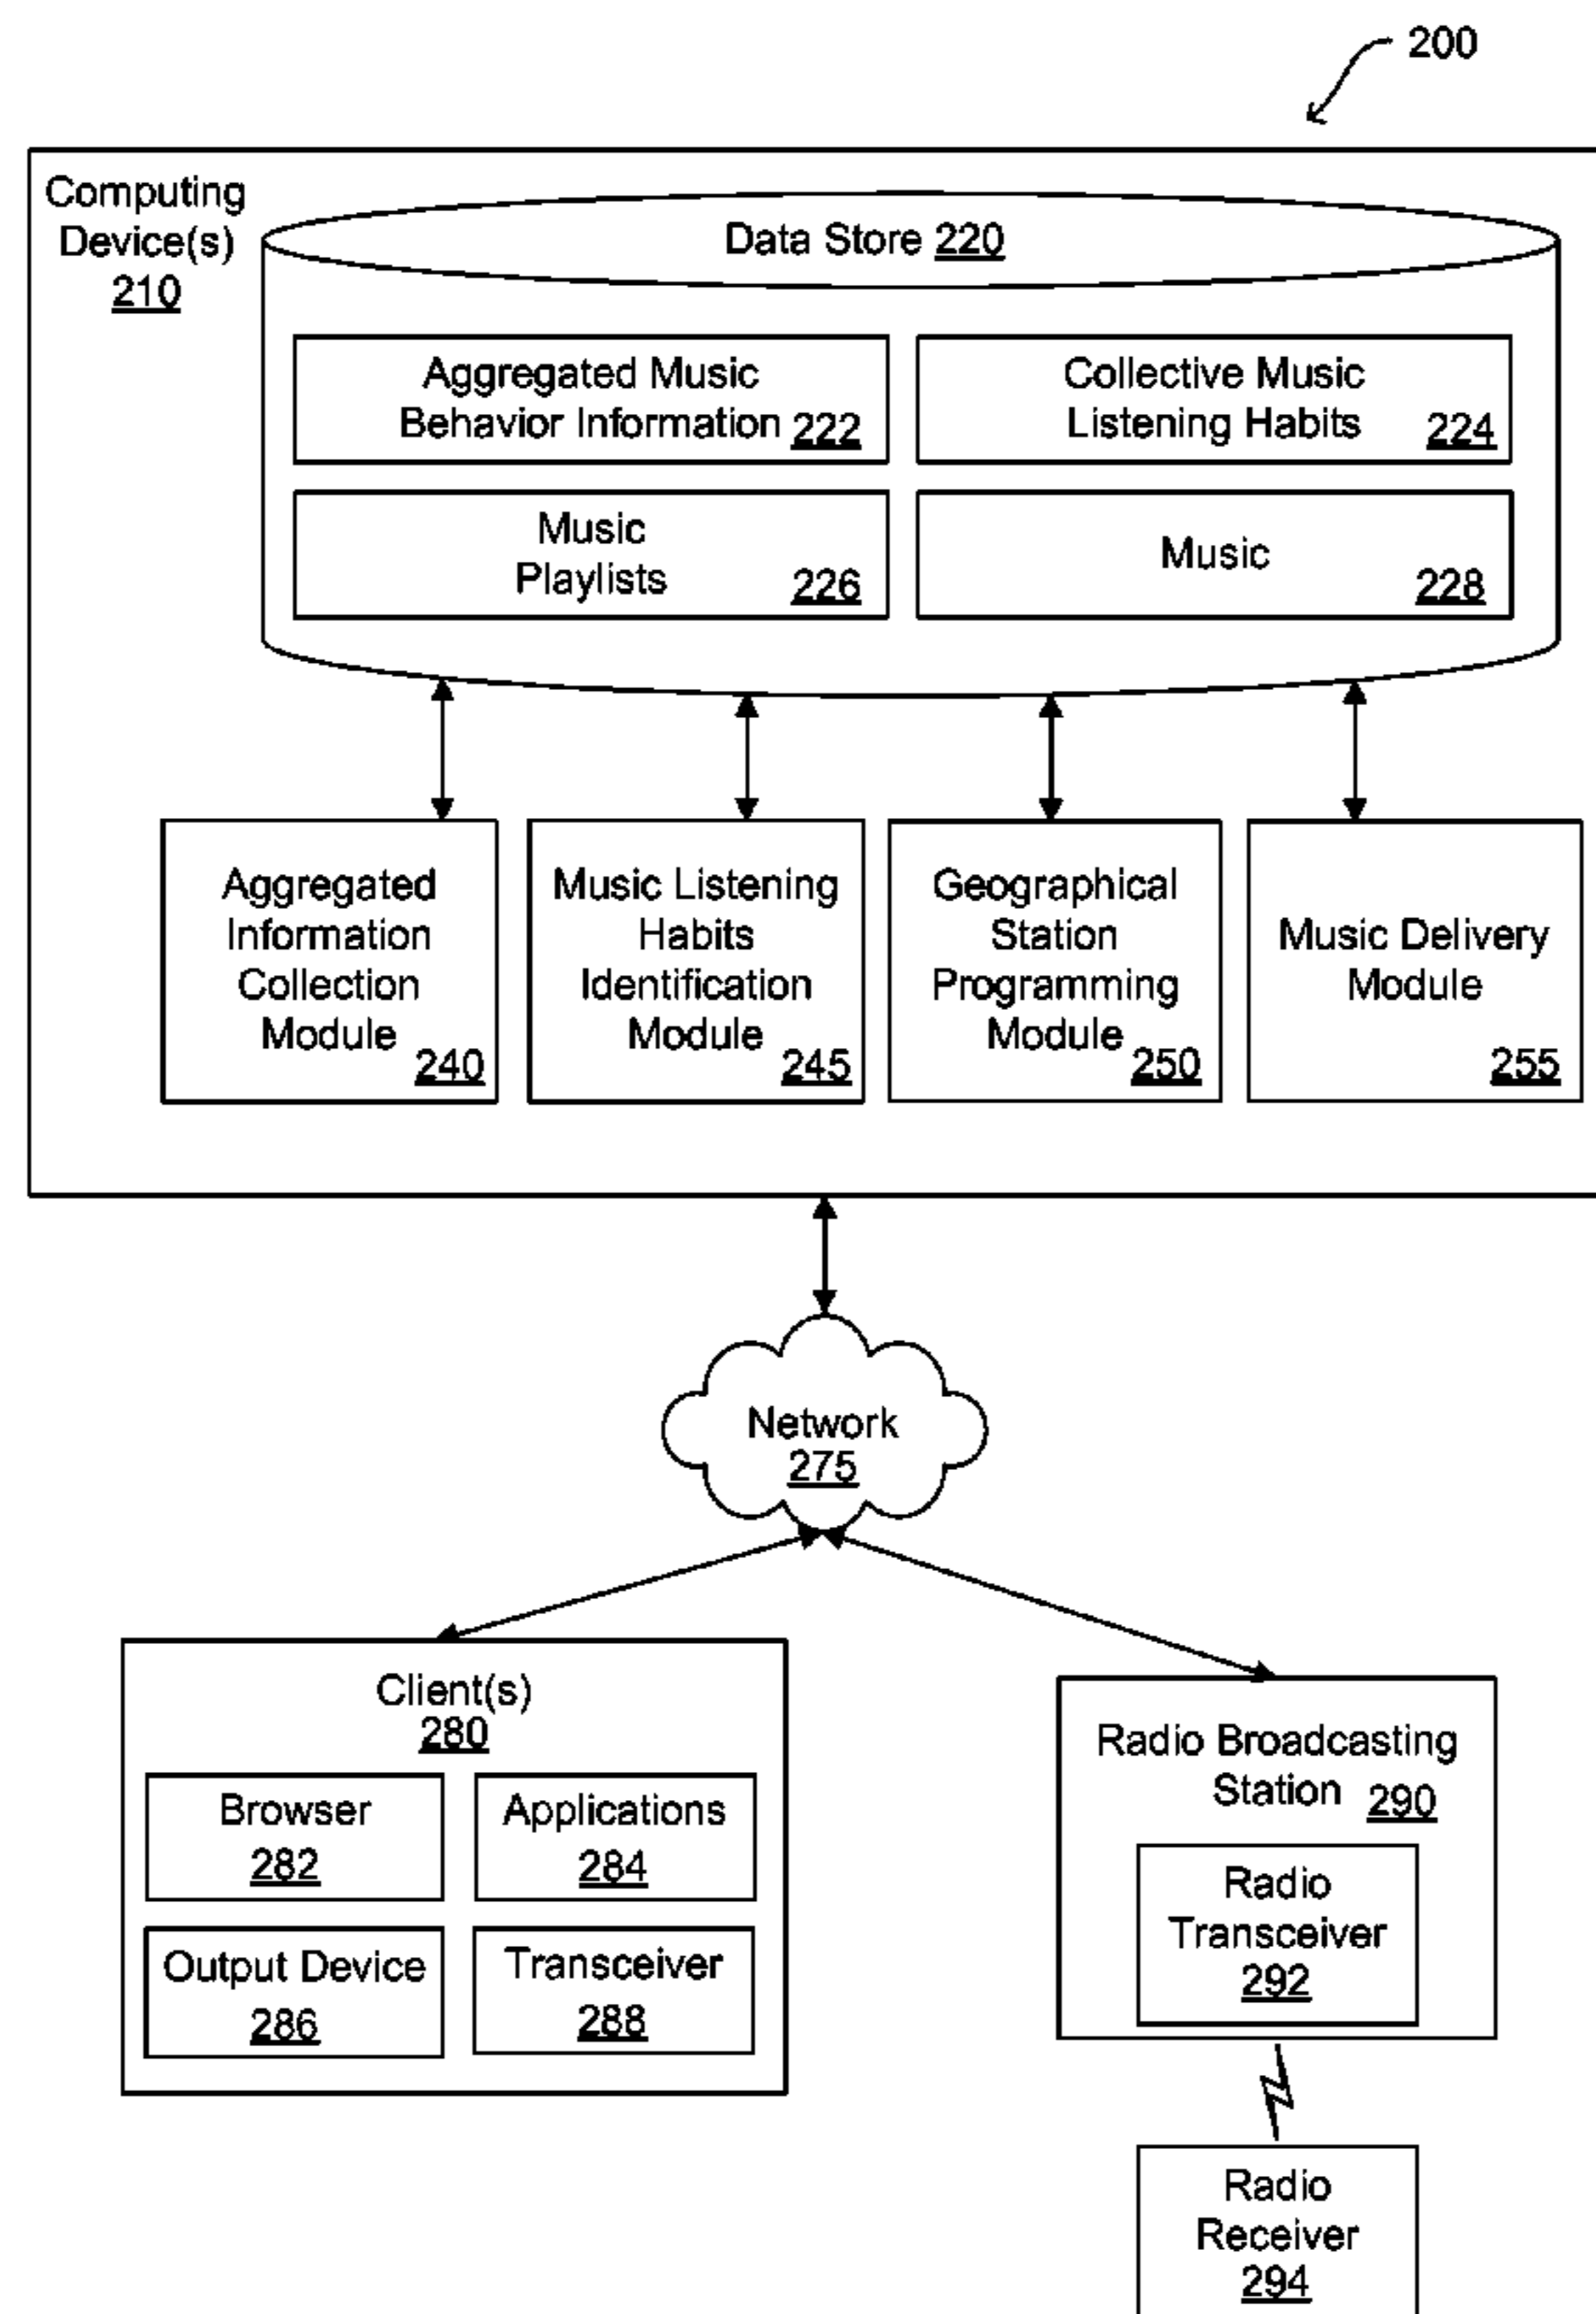 200
Computing
Device(s)
210
Data Store 220
Aggregated Music
Behavior Information 222
Collective Music
Listening Habits 224
Music
Playlists 226
Music
228
Aggregated
Information
Collection
Module 240
Music Listening
Habits
Identification
Module 245
Geographical
Station
Programming
Module 250
Music Delivery
Module
255
Network
275
Client(s)
280
Browser
282
Applications
284
Output Device
286
Transceiver
288
Radio Broadcasting
Station 290
Radio
Transceiver
292
Radio
Receiver
294